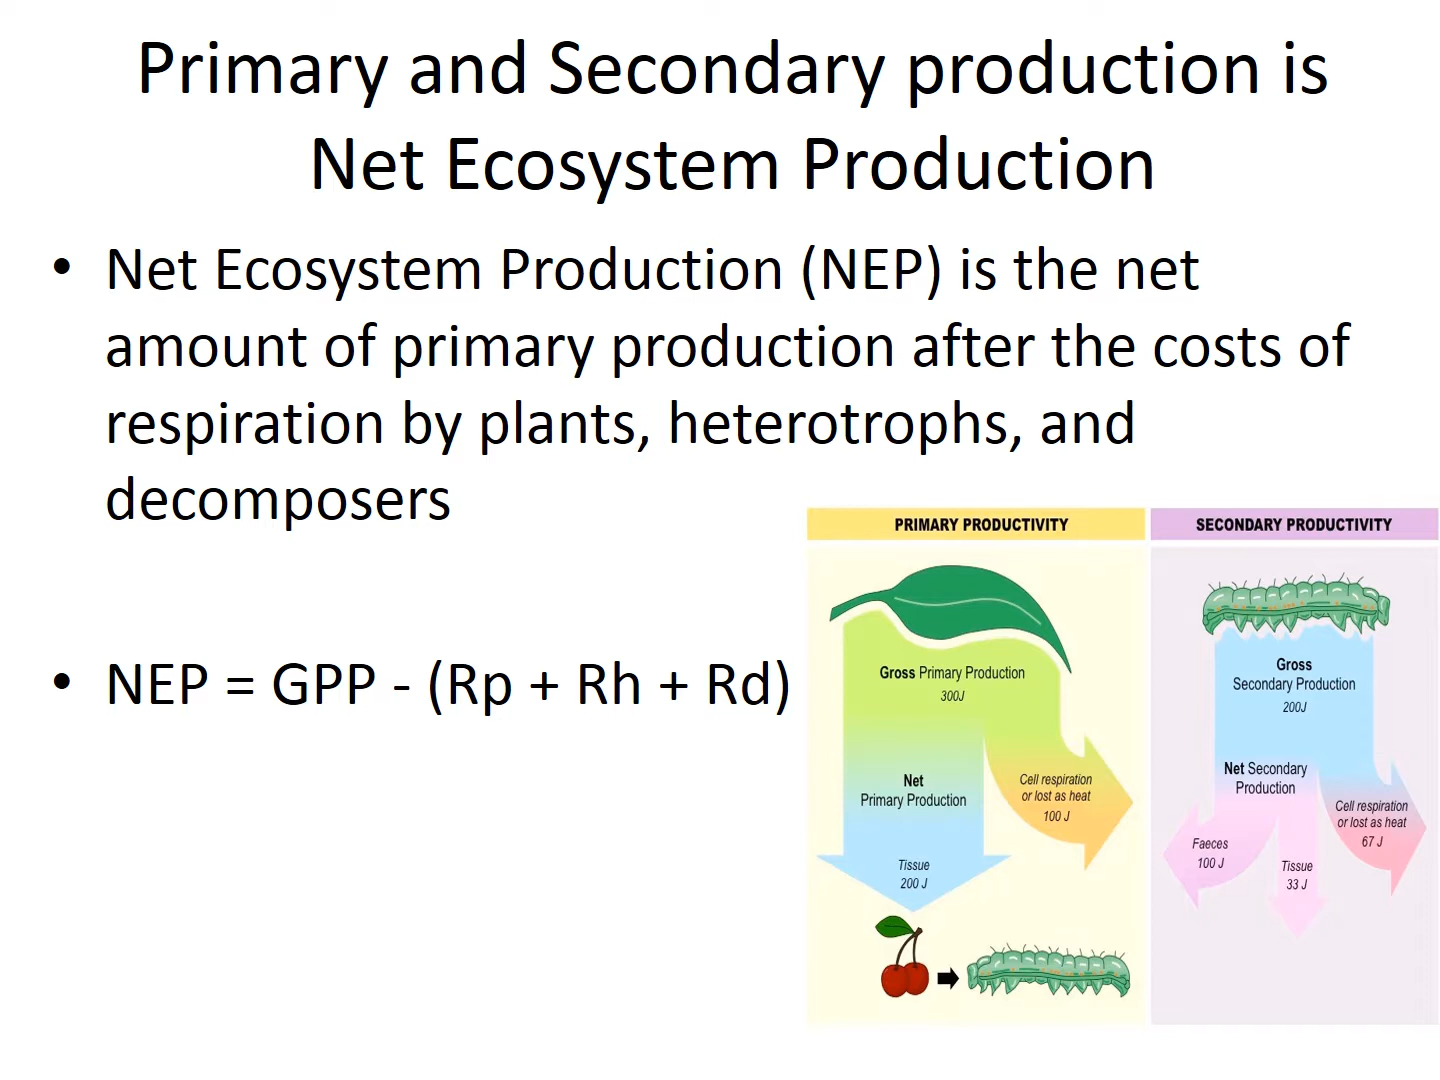 Primary and Secondary production is
Net Ecosystem Production
• Net Ecosystem Production (NEP) is the net
amount of primary production after the costs of
respiration by plants, heterotrophs, and
decomposers
• NEP = GPP - (Rp + Rh + Rd)
PRIMARY PRODUCTIVITY
Gross Primary Production
300J
Net
Primary Production
Cell respiration
or lost as heat
100 J
Tissue
200 J
SECONDARY PRODUCTIVITY
Gross
Secondary Production
200J
Net Secondary
Production
Cell respiration
or lost as heat
67 J
Faeces
100 J
Tissue
33 J